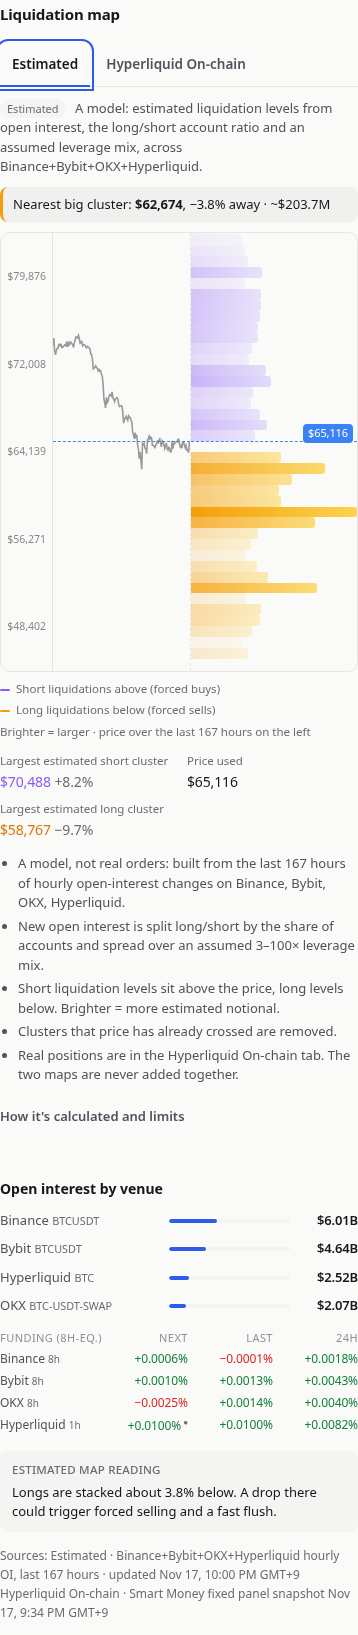 Liquidation map
Estimated Hyperliquid On-chain
Estimated A model: estimated liquidation levels from
open interest, the long/short account ratio and an
assumed leverage mix, across
Binance+Bybit+OKX+Hyperliquid.
Nearest big cluster: $62,674, −3.8% away · ~$203.7M
$79,876
$72,008
$65,116
$64,139
$56,271
$48,402
Short liquidations above (forced buys)
Long liquidations below (forced sells)
Brighter = larger · price over the last 167 hours on the left
Largest estimated short cluster Price used
$70,488 +8.2% $65,116
Largest estimated long cluster
$58,767 −9.7%
• A model, not real orders: built from the last 167 hours
of hourly open-interest changes on Binance, Bybit,
OKX, Hyperliquid.
• New open interest is split long/short by the share of
accounts and spread over an assumed 3–100× leverage
mix.
• Short liquidation levels sit above the price, long levels
below. Brighter = more estimated notional.
• Clusters that price has already crossed are removed.
• Real positions are in the Hyperliquid On-chain tab. The
two maps are never added together.
How it's calculated and limits
Open interest by venue
Binance BTCUSDT $6.01B
Bybit BTCUSDT $4.64B
Hyperliquid BTC $2.52B
OKX BTC-USDT-SWAP $2.07B
FUNDING (8H-EQ.) NEXT LAST 24H
Binance 8h +0.0006% −0.0001% +0.0018%
Bybit 8h +0.0010% +0.0013% +0.0043%
OKX 8h −0.0025% +0.0014% +0.0040%
Hyperliquid 1h +0.0100% • +0.0100% +0.0082%
ESTIMATED MAP READING
Longs are stacked about 3.8% below. A drop there
could trigger forced selling and a fast flush.
Sources: Estimated · Binance+Bybit+OKX+Hyperliquid hourly
OI, last 167 hours · updated Nov 17, 10:00 PM GMT+9
Hyperliquid On-chain · Smart Money fixed panel snapshot Nov
17, 9:34 PM GMT+9